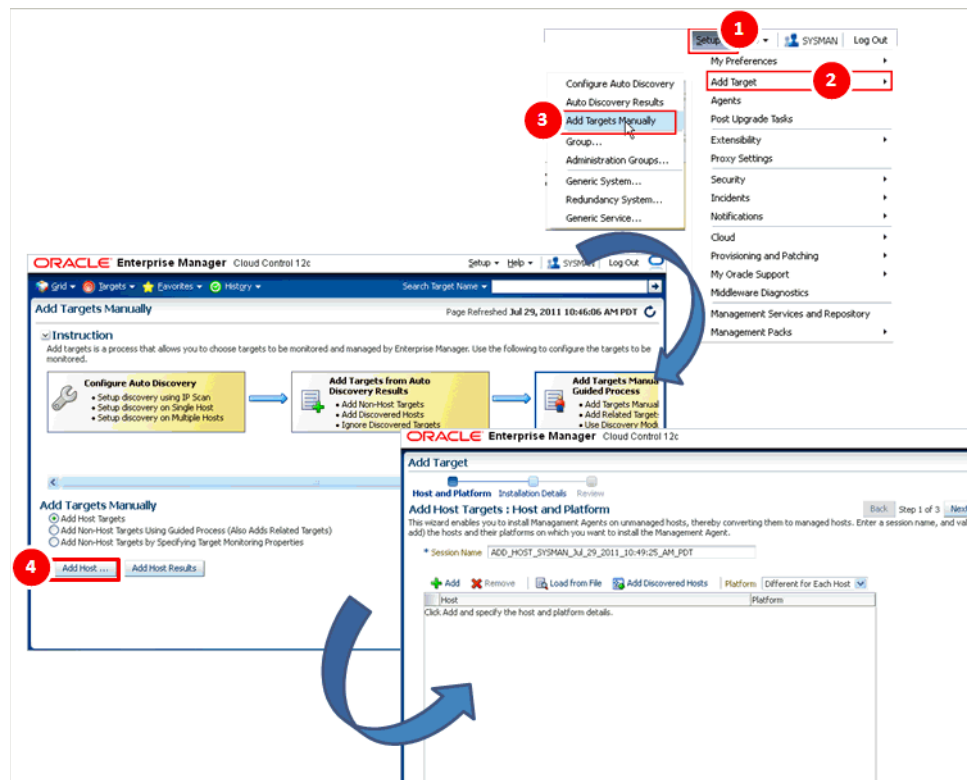 1
Setup
SYSMAN
Log Out
My Preferences
Add Target
2
Agents
Post Upgrade Tasks
Extensibility
Proxy Settings
Security
Incidents
Notifications
Cloud
Provisioning and Patching
My Oracle Support
Middleware Diagnostics
Management Services and Repository
Management Packs
Configure Auto Discovery
Auto Discovery Results
3
Add Targets Manually
Group...
Administration Groups...
Generic System...
Redundancy System...
Generic Service...
ORACLE Enterprise Manager Cloud Control 12c
Setup Help SYSMAN Log Out
Grid Targets Favorites History
Search Target Name
Add Targets Manually
Page Refreshed Jul 29, 2011 10:46:06 AM PDT
Instruction
Add targets is a process that allows you to choose targets to be monitored and managed by Enterprise Manager. Use the following to configure the targets to be
monitored.
Configure Auto Discovery
• Setup discovery using IP Scan
• Setup discovery on Single Host
• Setup discovery on Multiple Hosts
Add Targets from Auto
Discovery Results
• Add Non-Host Targets
• Add Discovered Hosts
• Ignore Discovered Targets
Add Targets Manua
Guided Process
• Add Targets Manual
• Add Related Target
• Use Discovery Modu
Add Targets Manually
Add Host Targets
Add Non-Host Targets Using Guided Process (Also Adds Related Targets)
Add Non-Host Targets by Specifying Target Monitoring Properties
4
Add Host ...
Add Host Results
ORACLE Enterprise Manager Cloud Control 12c
Add Target
Host and Platform Installation Details Review
Add Host Targets : Host and Platform
Back Step 1 of 3 Next
This wizard enables you to install Management Agents on unmanaged hosts, thereby converting them to managed hosts. Enter a session name, and val
add) the hosts and their platforms on which you want to install the Management Agent.
* Session Name ADD_HOST_SYSMAN_Jul_29_2011_10:49:25_AM_PDT
Add Remove Load from File Add Discovered Hosts Platform Different for Each Host
Host Platform
Click Add and specify the host and platform details.